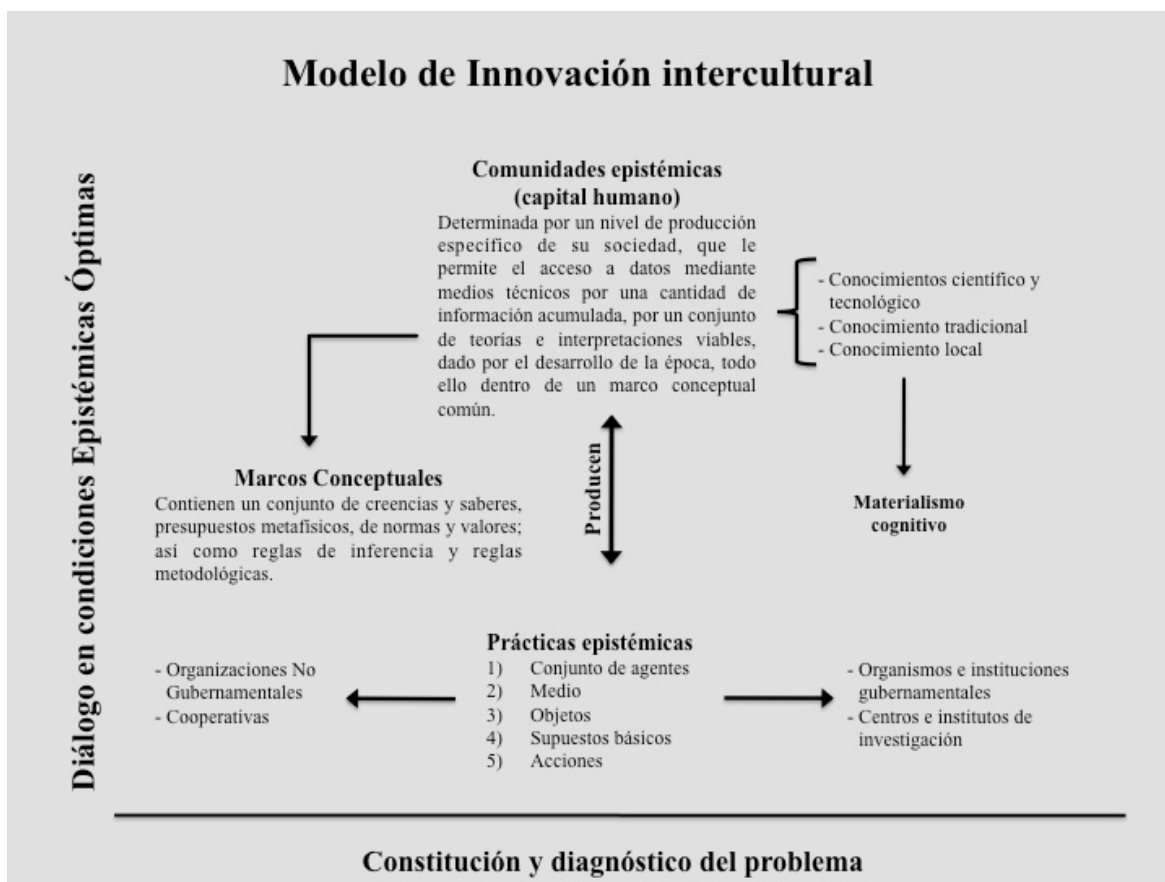 Modelo de Innovación intercultural
Diálogo en condiciones Epistémicas Óptimas
Comunidades epistémicas
(capital humano)
Determinada por un nivel de producción
específico de su sociedad, que le
permite el acceso a datos mediante
medios técnicos por una cantidad de
información acumulada, por un conjunto
de teorías e interpretaciones viables,
dado por el desarrollo de la época, todo
ello dentro de un marco conceptual
común.
- Conocimientos científico y
tecnológico
- Conocimiento tradicional
- Conocimiento local
Marcos Conceptuales
Contienen un conjunto de creencias y saberes,
presupuestos metafísicos, de normas y valores;
así como reglas de inferencia y reglas
metodológicas.
Producen
Materialismo
cognitivo
- Organizaciones No
Gubernamentales
- Cooperativas
Prácticas epistémicas
1) Conjunto de agentes
2) Medio
3) Objetos
4) Supuestos básicos
5) Acciones
- Organismos e instituciones
gubernamentales
- Centros e institutos de
investigación
Constitución y diagnóstico del problema